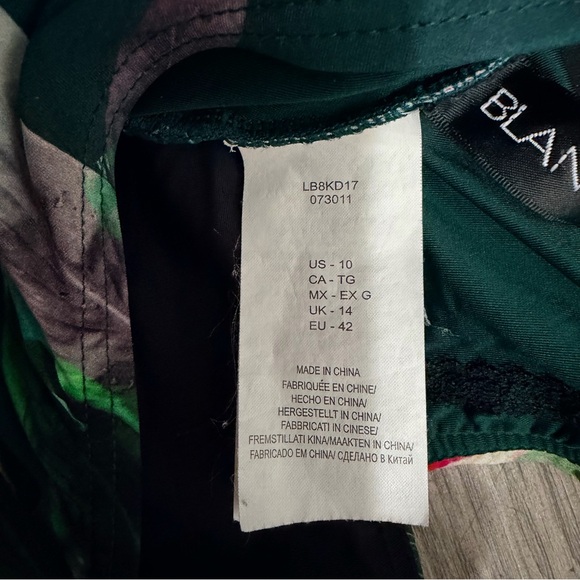 LB8KD17
073011
US - 10
CA - TG
MX - EX G
UK - 14
EU - 42
MADE IN CHINA
FABRIQUÉE EN CHINE/
HECHO EN CHINA/
HERGESTELLT IN CHINA/
FABBRICATI IN CINESE/
FREMSTILLATI KINA/MAAKTEN IN CHINA/
FABRICADO EM CHINA/ СДЕЛАНО В Китай
BLAN